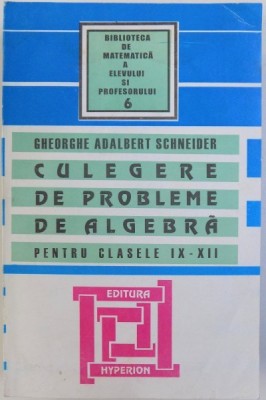 BIBLIOTECA
DE
MATEMATICĂ
A
ELEVULUI
SI
PROFESORULUI
6
GHEORGHE ADALBERT SCHNEIDER
CULEGERE
DE PROBLEME
DE ALGEBRĂ
PENTRU CLASELE IX-XII
EDITURA
HYPERION